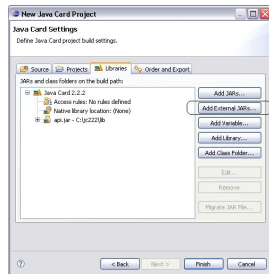 New Java Card Project
Java Card Settings
Define Java Card project build settings.
Source Projects Libraries Order and Export
JARs and class folders on the build path:
Java Card 2.2.2
Access rules: No rules defined
Native library location: (None)
api.jar - C:\jc222\lib
Add JARs...
Add External JARs...
Add Variable...
Add Library...
Add Class Folder...
Edit...
Remove
Migrate JAR File...
? < Back Next > Finish Cancel